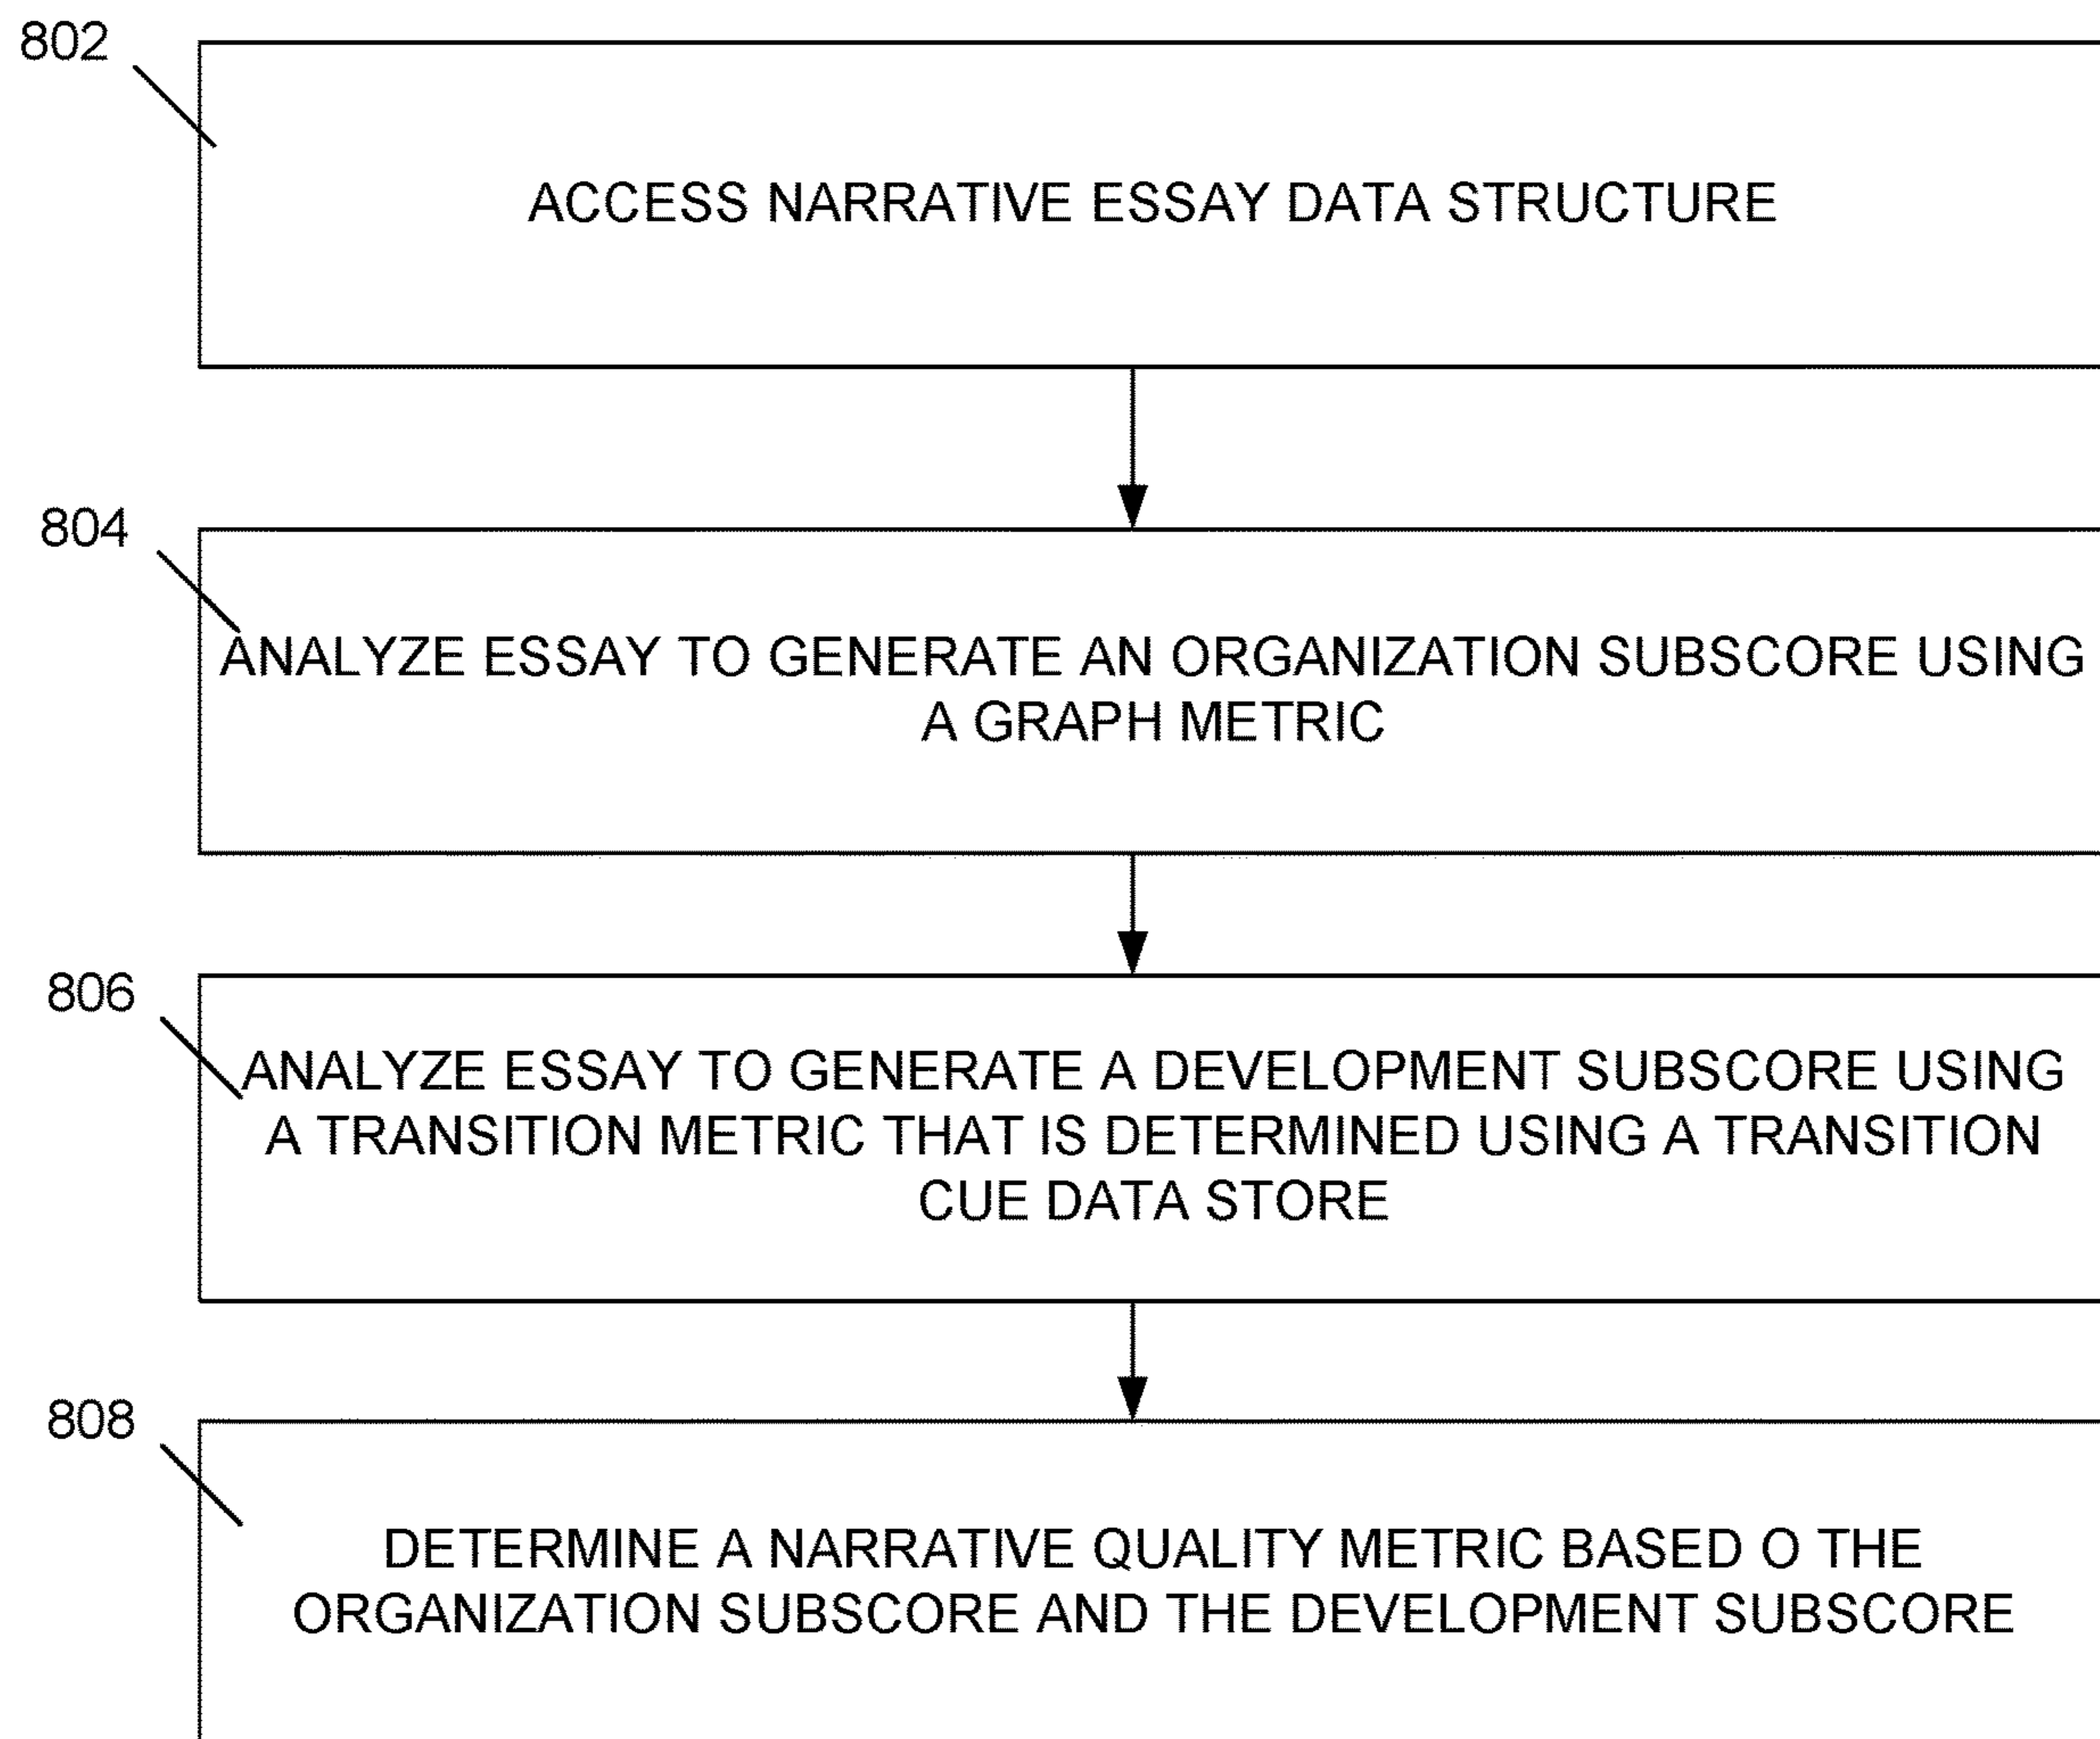 802
ACCESS NARRATIVE ESSAY DATA STRUCTURE
804
ANALYZE ESSAY TO GENERATE AN ORGANIZATION SUBSCORE USING
A GRAPH METRIC
806
ANALYZE ESSAY TO GENERATE A DEVELOPMENT SUBSCORE USING
A TRANSITION METRIC THAT IS DETERMINED USING A TRANSITION
CUE DATA STORE
808
DETERMINE A NARRATIVE QUALITY METRIC BASED O THE
ORGANIZATION SUBSCORE AND THE DEVELOPMENT SUBSCORE